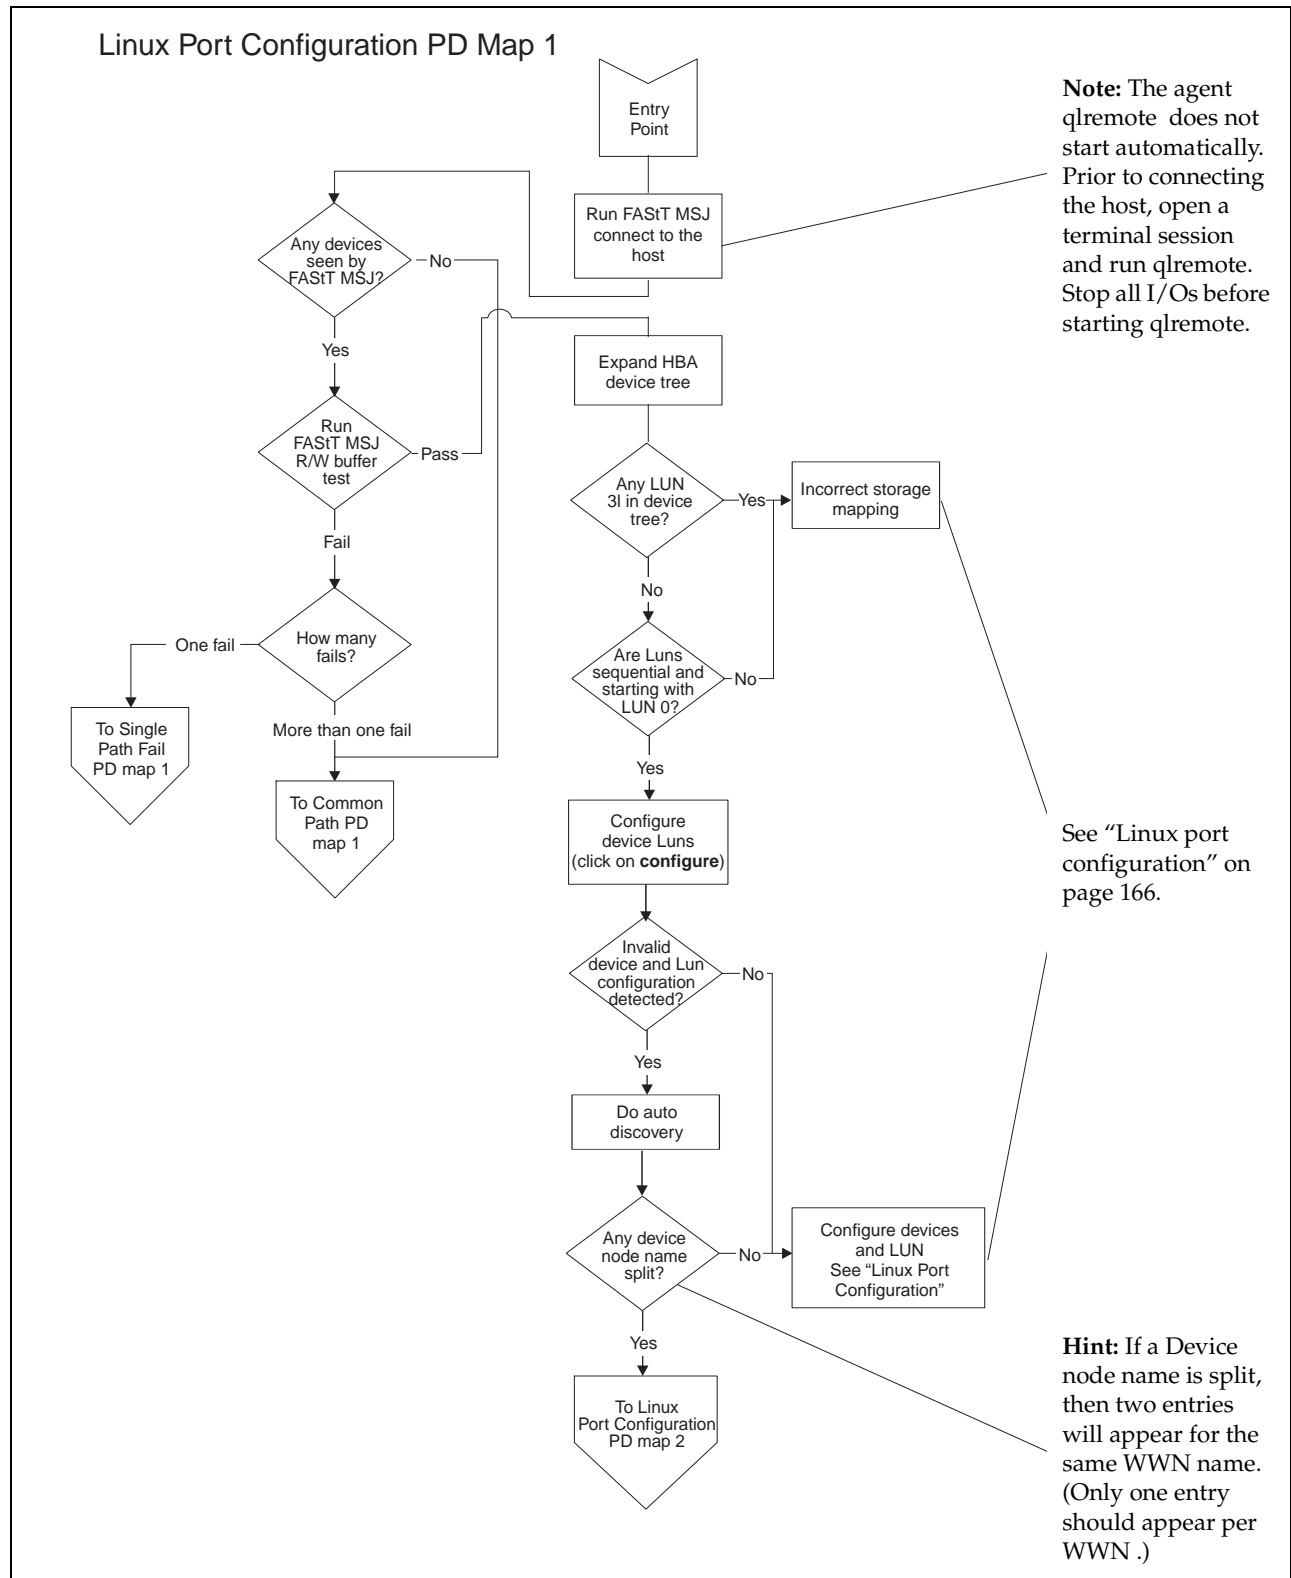 Linux Port Configuration PD Map 1
Entry
Point
Note: The agent
qlremote does not
start automatically.
Prior to connecting
the host, open a
terminal session
and run qlremote.
Stop all I/Os before
starting qlremote.
Run FAStT MSJ
connect to the
host
Any devices
seen by
FAStT MSJ?
No
Yes
Expand HBA
device tree
Run
FAStT MSJ
R/W buffer
test
Pass
Fail
Any LUN
3l in device
tree?
Yes
Incorrect storage
mapping
No
How many
fails?
One fail
More than one fail
Are Luns
sequential and
starting with
LUN 0?
No
Yes
To Single
Path Fail
PD map 1
To Common
Path PD
map 1
Configure
device Luns
(click on configure)
See “Linux port
configuration” on
page 166.
Invalid
device and Lun
configuration
detected?
No
Yes
Do auto
discovery
Any device
node name
split?
No
Configure devices
and LUN
See “Linux Port
Configuration”
Yes
To Linux
Port Configuration
PD map 2
Hint: If a Device
node name is split,
then two entries
will appear for the
same WWN name.
(Only one entry
should appear per
WWN .)